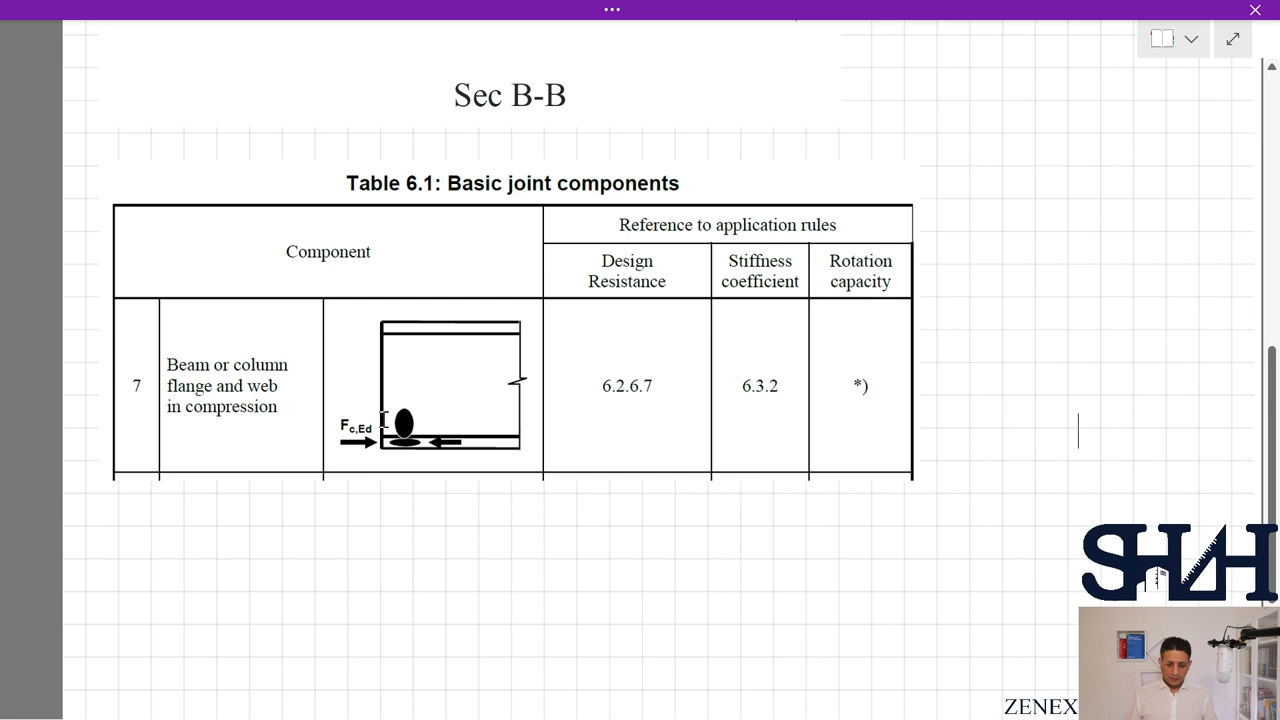 Sec B-B
Table 6.1: Basic joint components
Component
Reference to application rules
Design
Resistance
Stiffness
coefficient
Rotation
capacity
7
Beam or column
flange and web
in compression
Fc,Ed
6.2.6.7
6.3.2
*)
SHAH
ZENEX